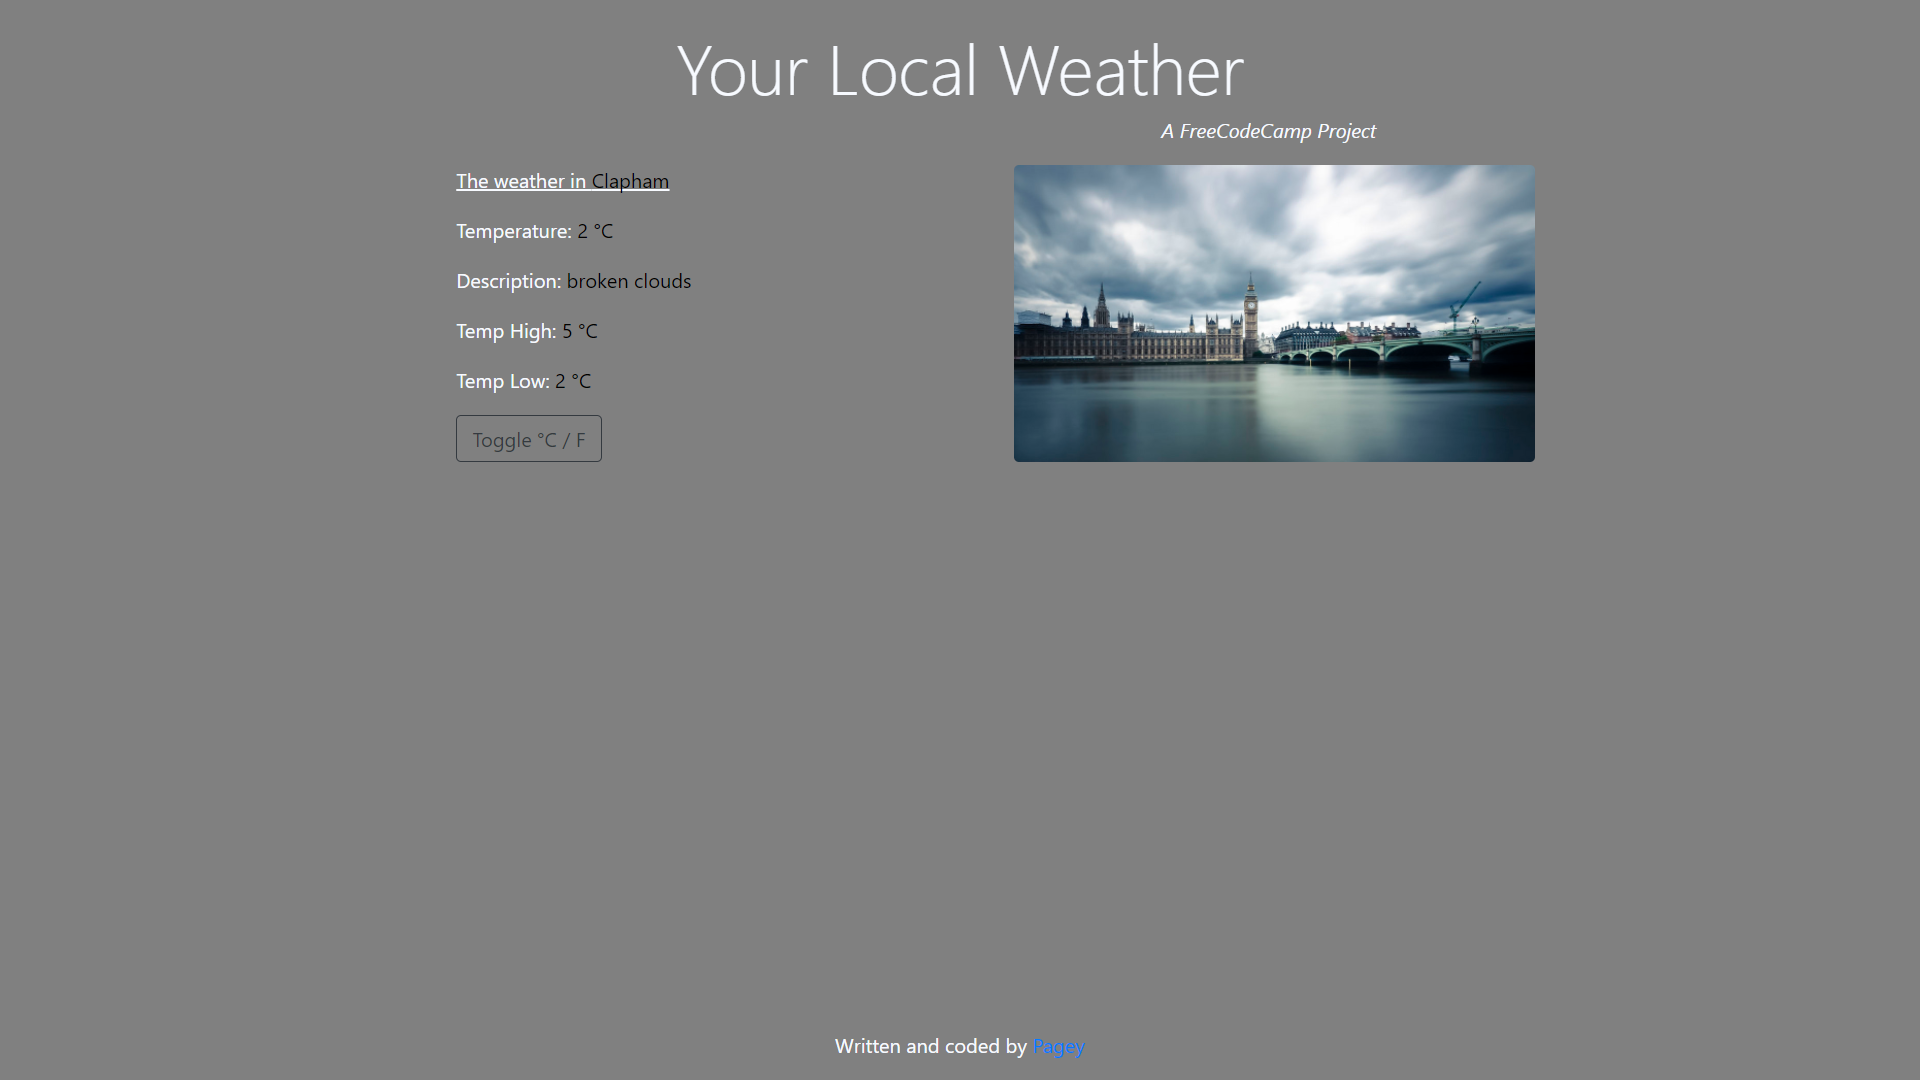 Your Local Weather
A FreeCodeCamp Project
The weather in Clapham
Temperature: 2 °C
Description: broken clouds
Temp High: 5 °C
Temp Low: 2 °C
Toggle °C / F
Written and coded by Pagey